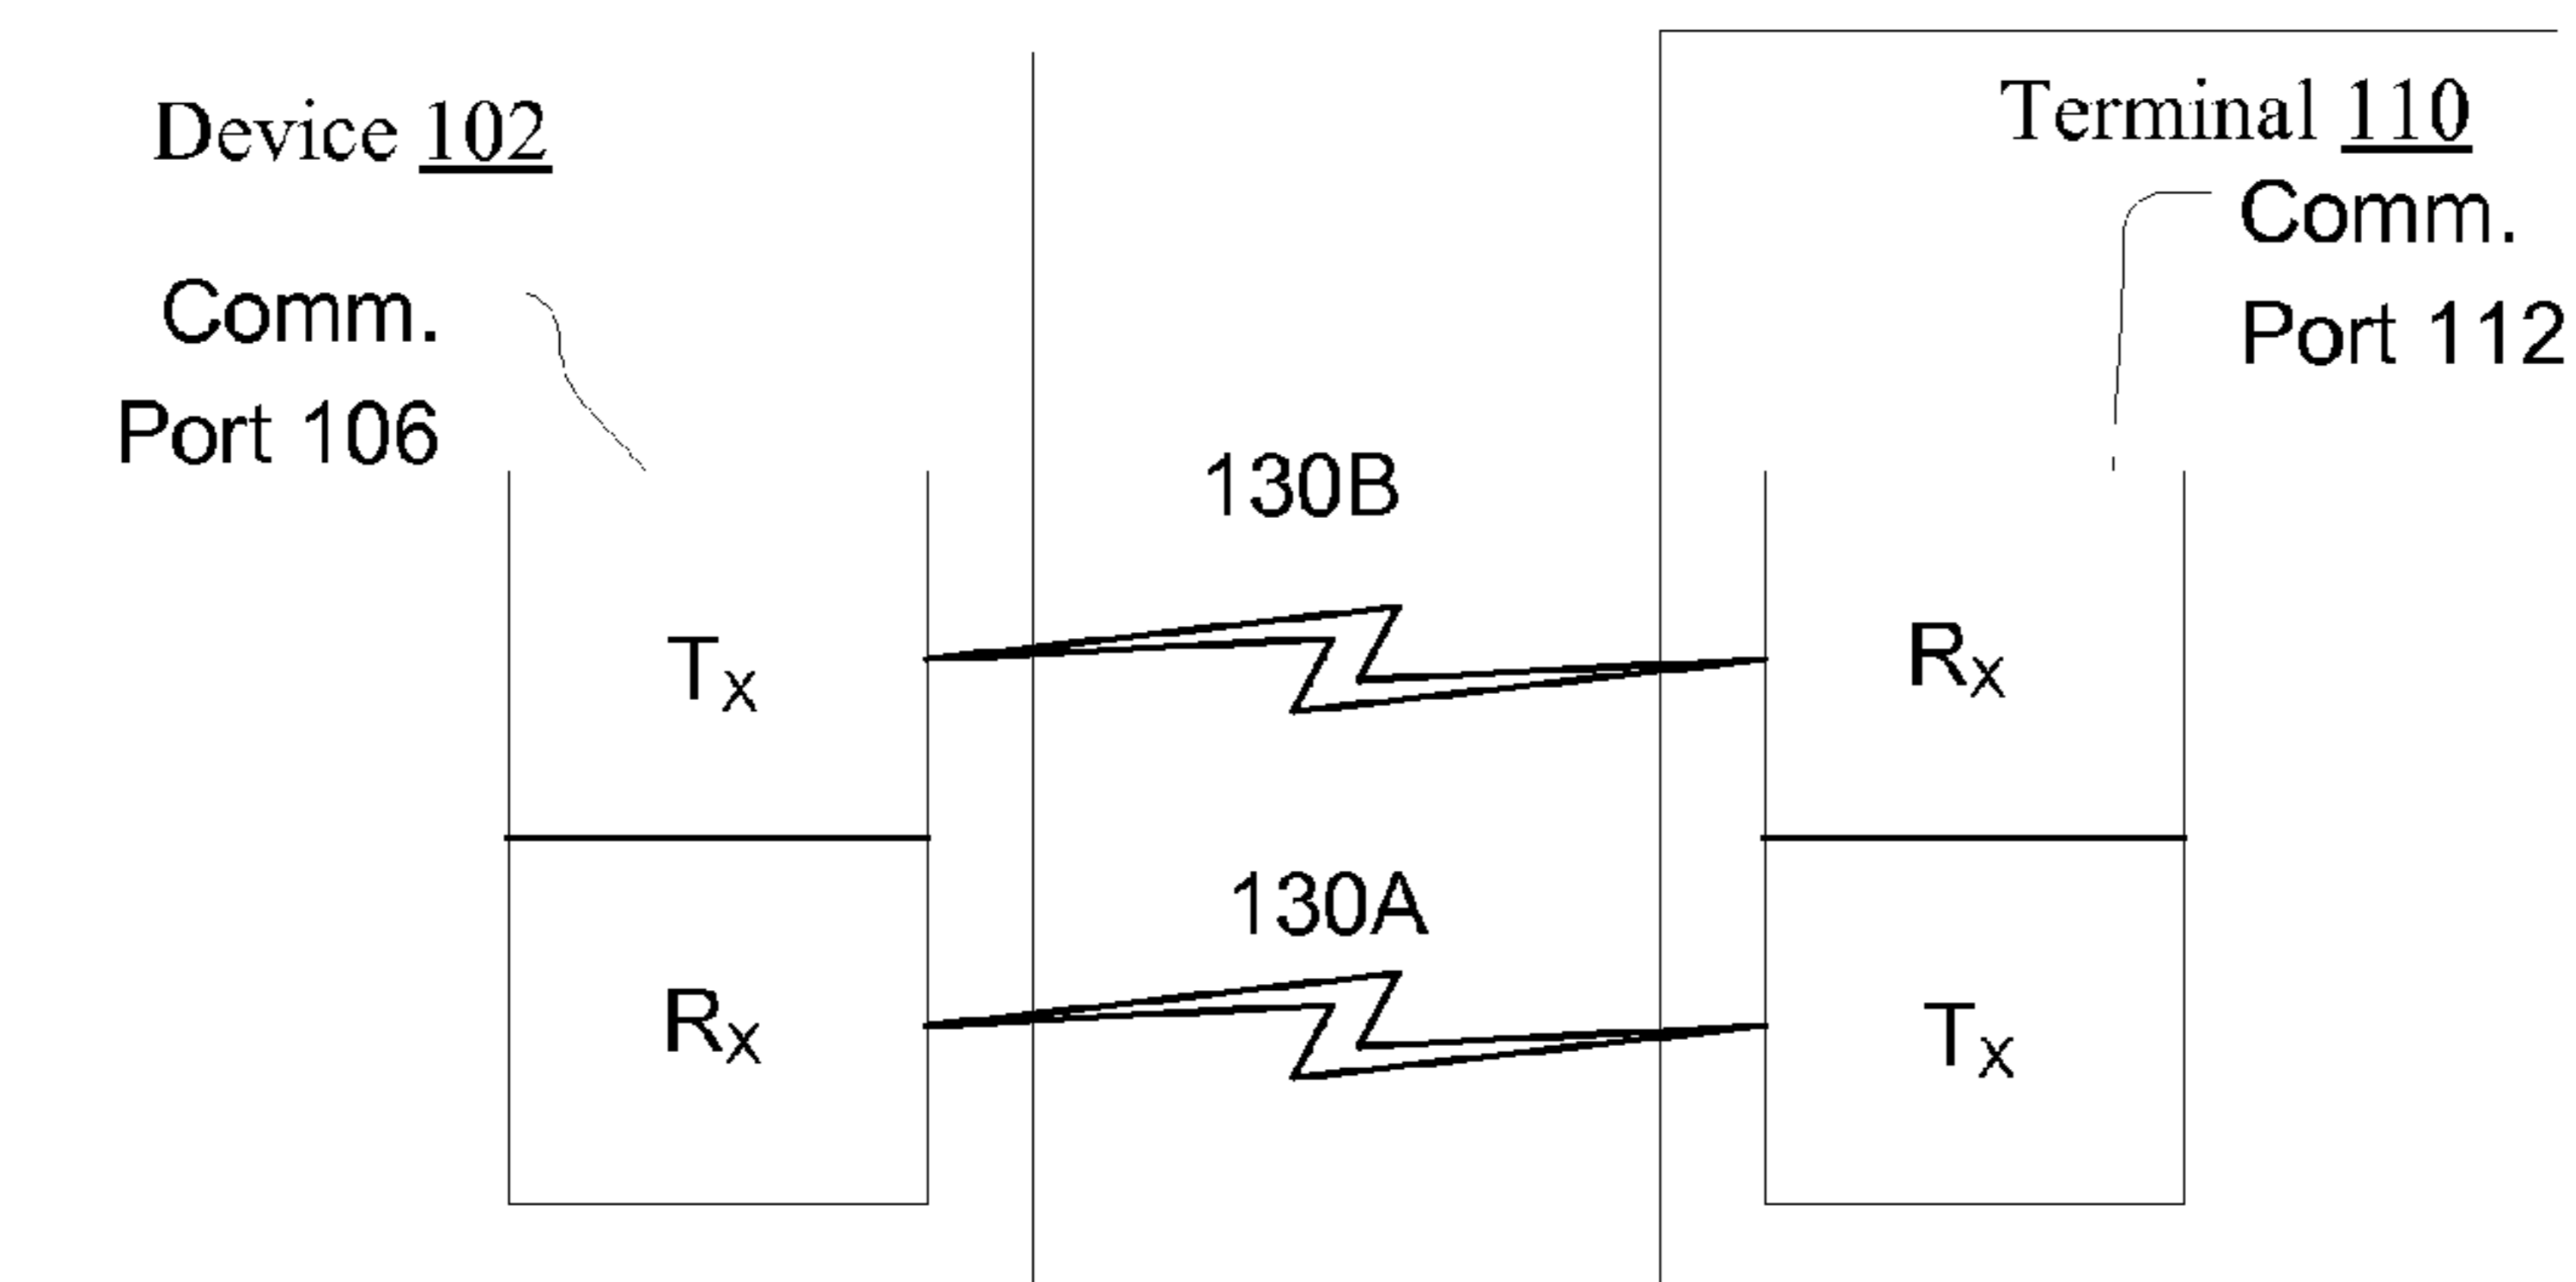 Device 102
Terminal 110
Comm.
Port 106
Comm.
Port 112
130B
Tx
Rx
130A
Rx
Tx